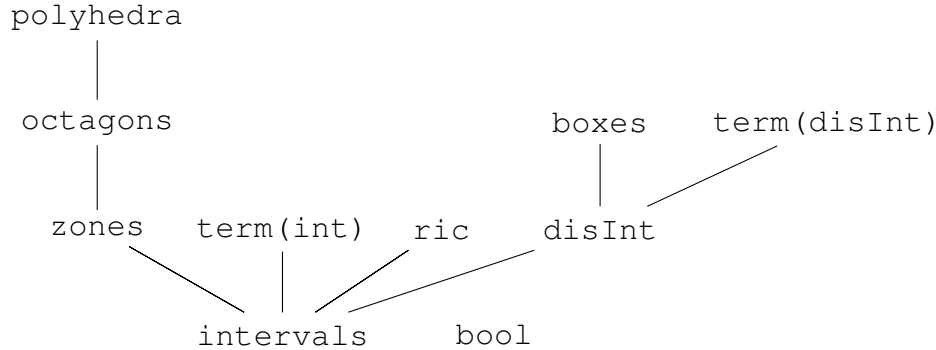 polyhedra
octagons
boxes term(disInt)
zones term(int) ric disInt
intervals bool